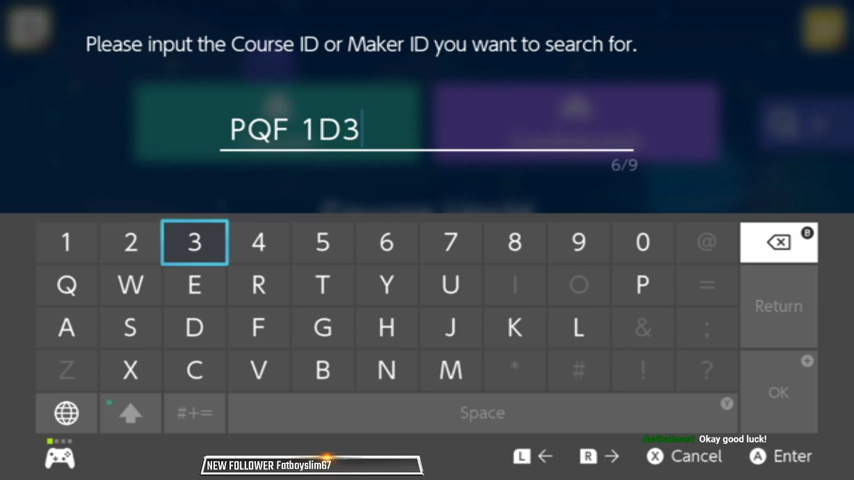 Please input the Course ID or Maker ID you want to search for.
PQF 1D3
6/9
1 2 3 4 5 6 7 8 9 0 @
B
Q W E R T Y U I O P =
Return
A S D F G H J K L & ;
Z X C V B N M * # ! ?
OK
#+= Space Y
Okay good luck!
L ← R → X Cancel A Enter
NEW FOLLOWER Fatboyslim67